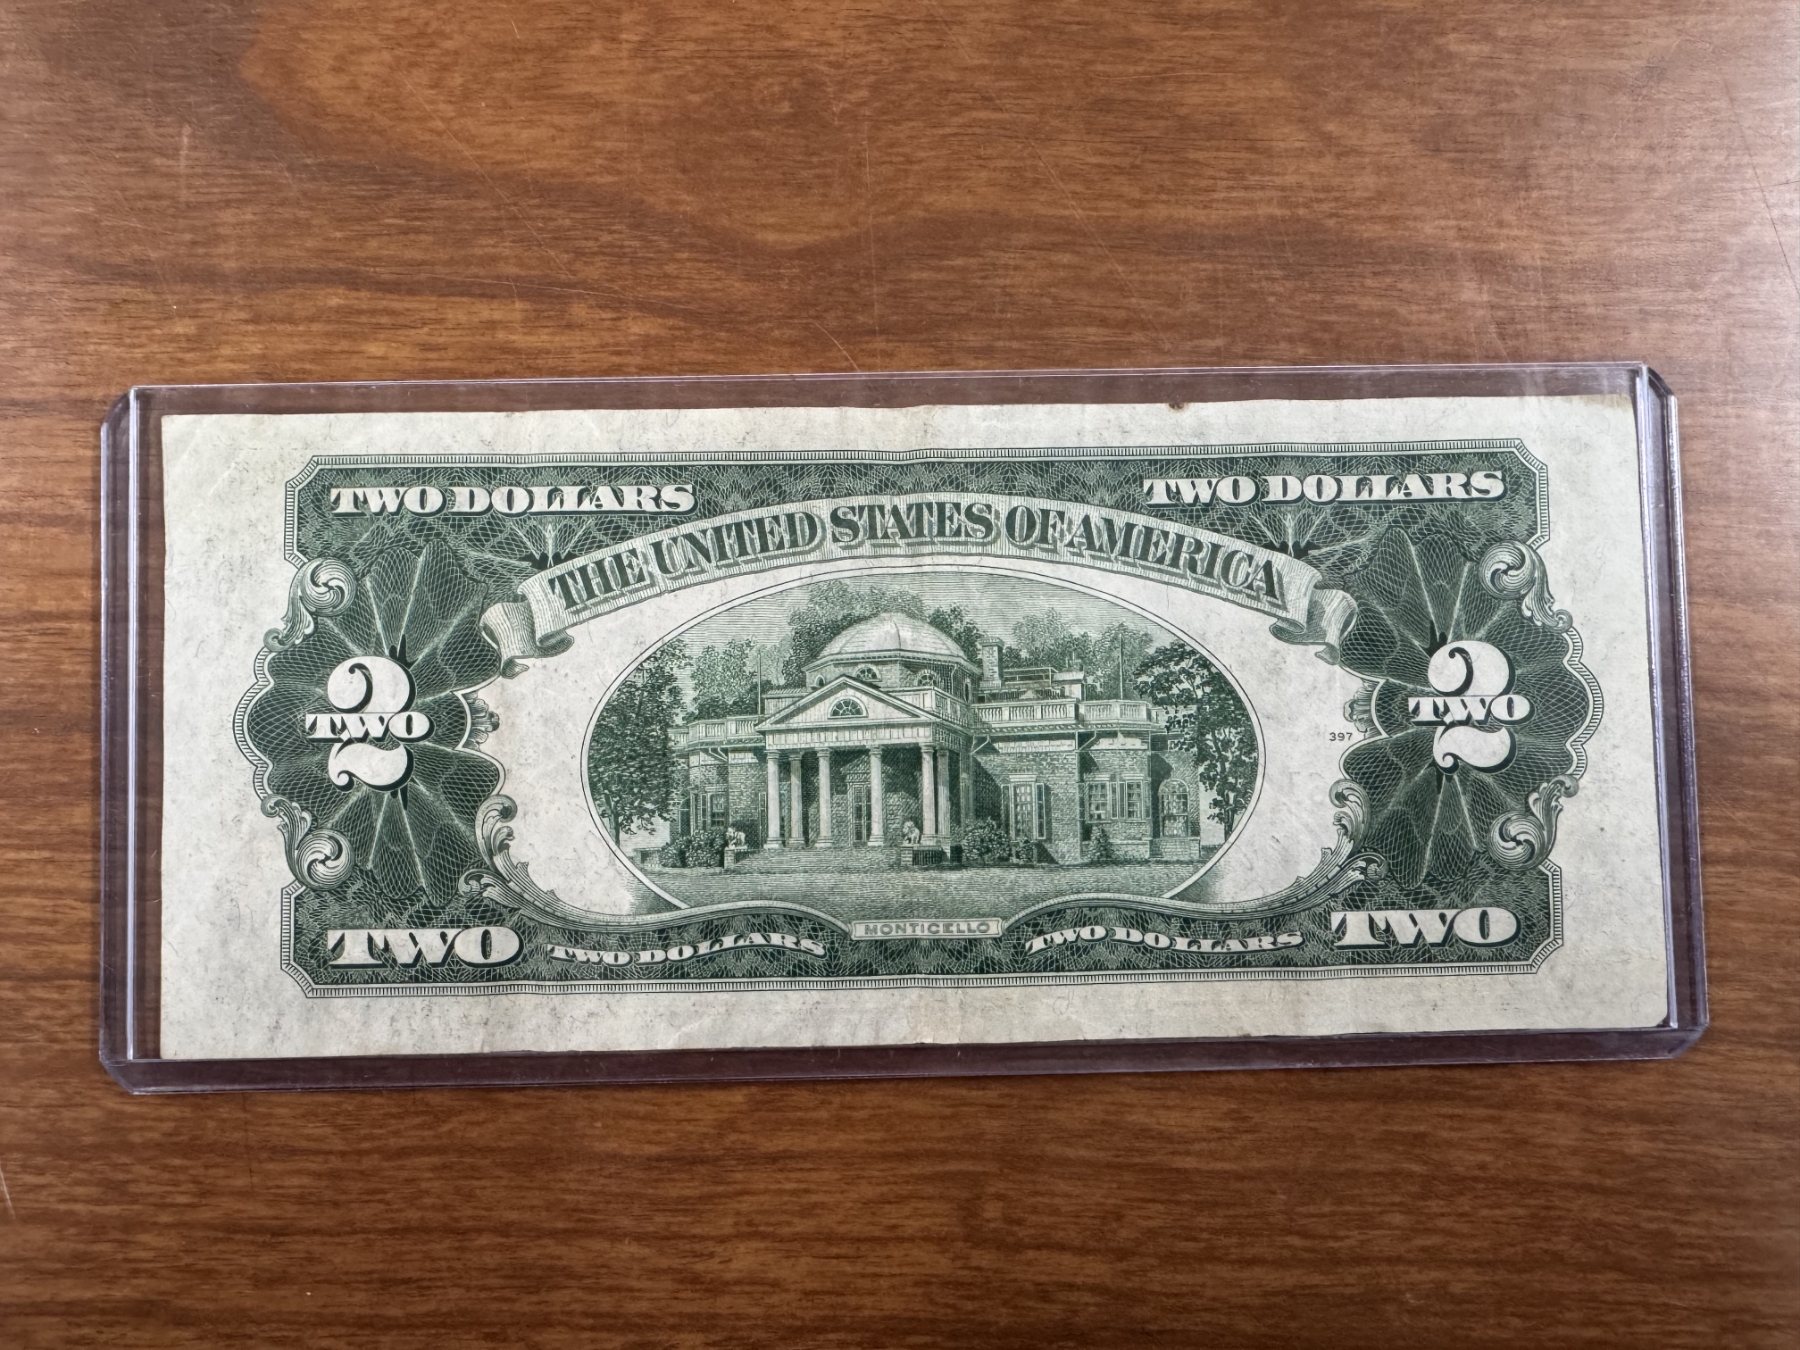 TWO DOLLARS TWO DOLLARS
THE UNITED STATES OF AMERICA
2 2
TWO TWO
397
MONTICELLO
TWO TWO DOLLARS TWO DOLLARS TWO